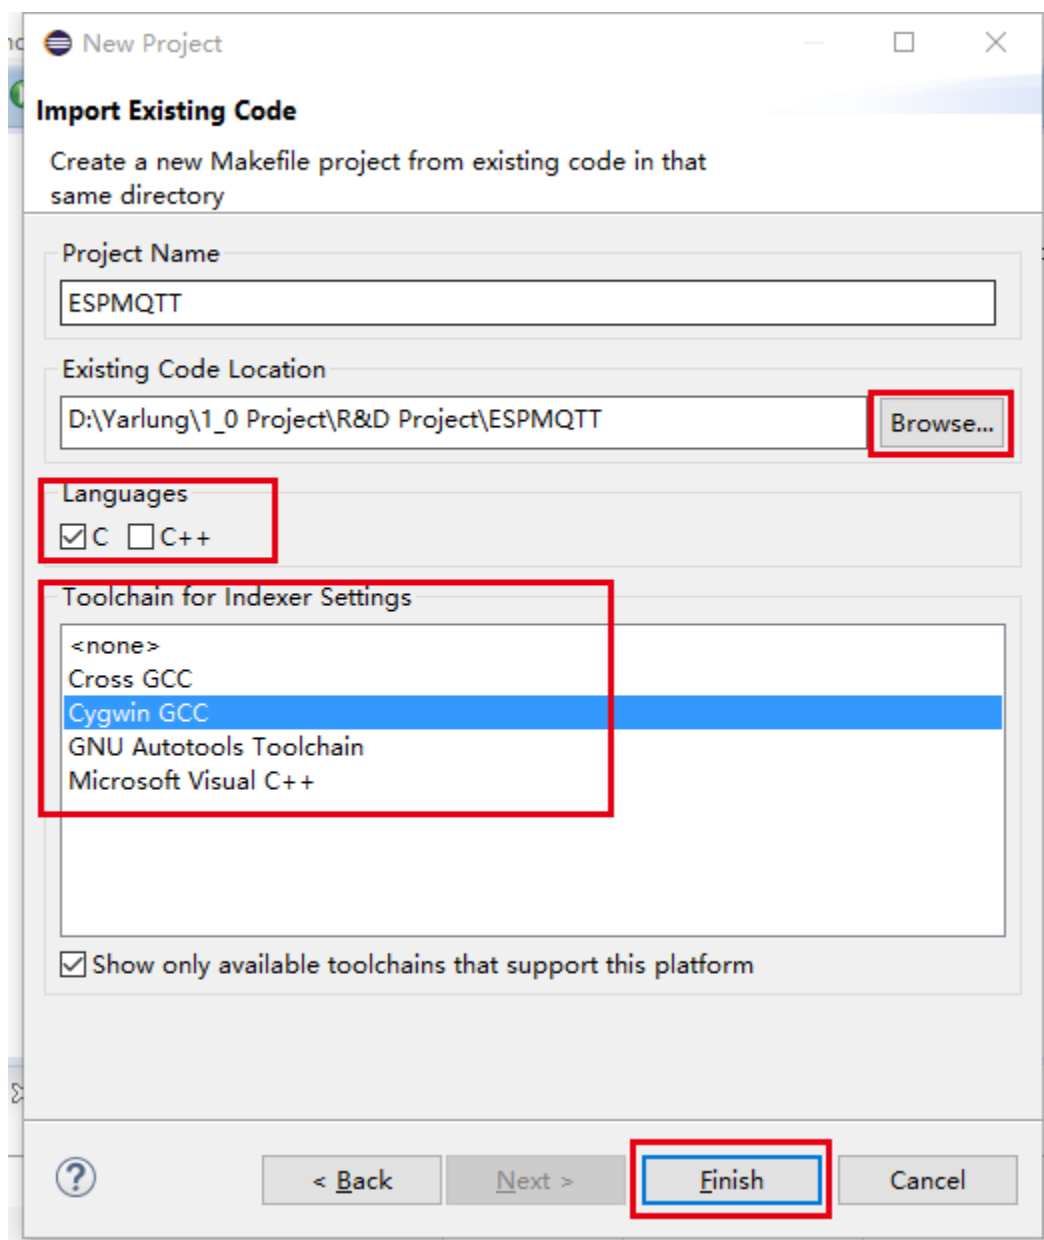 New Project
Import Existing Code
Create a new Makefile project from existing code in that
same directory
Project Name
ESPMQTT
Existing Code Location
D:\Yarlung\1_0 Project\R&D Project\ESPMQTT
Browse...
Languages
C C++
Toolchain for Indexer Settings
<none>
Cross GCC
Cygwin GCC
GNU Autotools Toolchain
Microsoft Visual C++
Show only available toolchains that support this platform
< Back Next > Finish Cancel